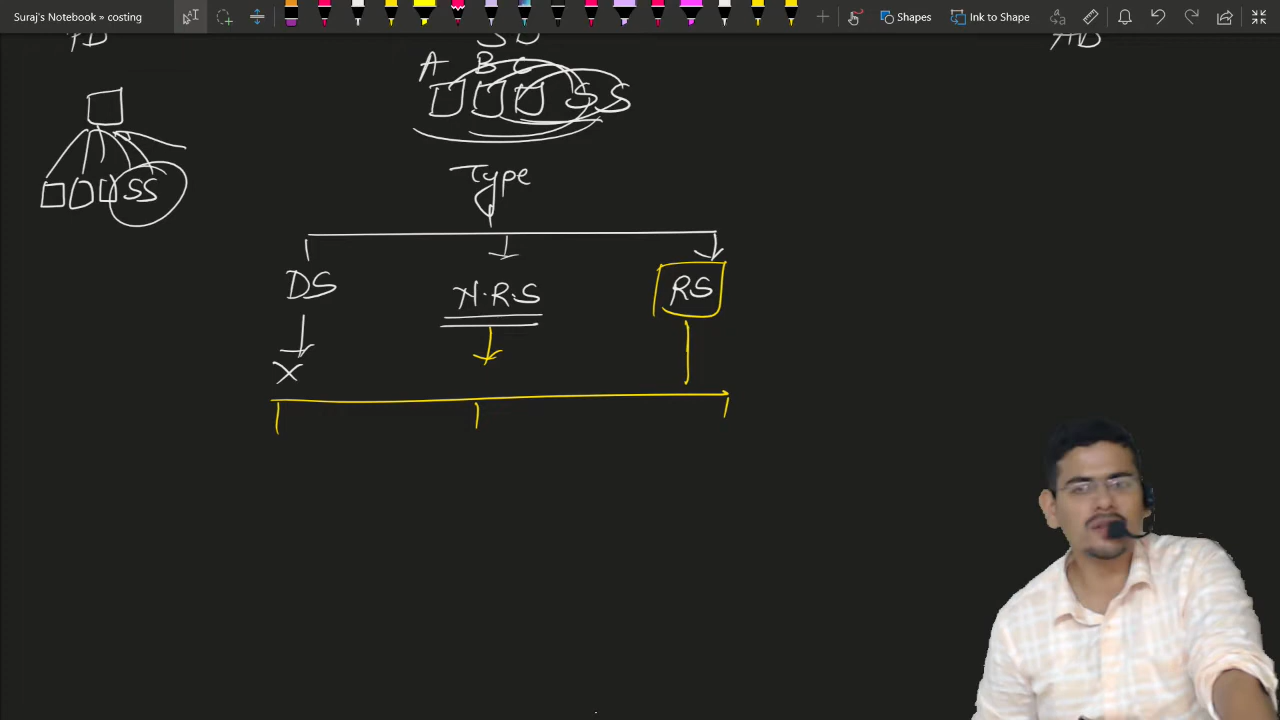 Suraj's Notebook » costing
Shapes
Ink to Shape
A B C
SS
SS
Type
DS
N.R.S
RS
X